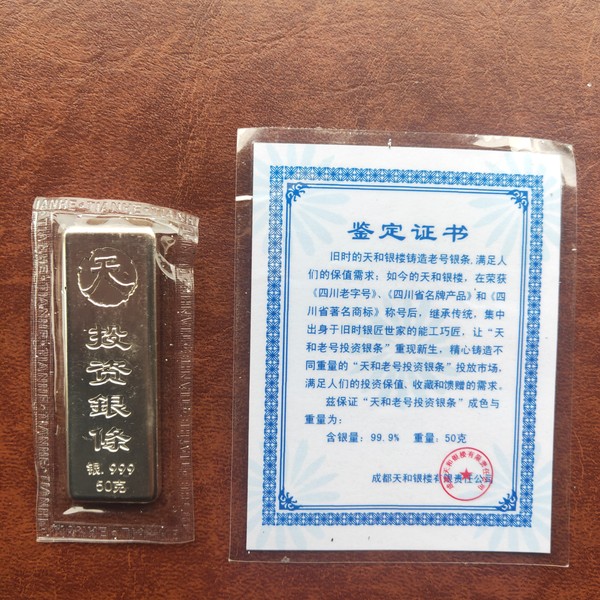 TIANHE
天
投
资
銀
條
银.999
50克
鉴定证书
旧时的天和银楼铸造老号银条,满足人
们的保值需求;如今的天和银楼,在荣获
《四川老字号》、《四川省名牌产品》和《四
川省著名商标》称号后,继承传统,集中
出身于旧时银匠世家的能工巧匠,让“天
和老号投资银条”重现新生,精心铸造不
同重量的“天和老号投资银条”投放市场,
满足人们的投资保值、收藏和馈赠的需求。
兹保证“天和老号投资银条”成色与
重量为:
含银量:99.9% 重量:50克
成都天和银楼有限责任公司